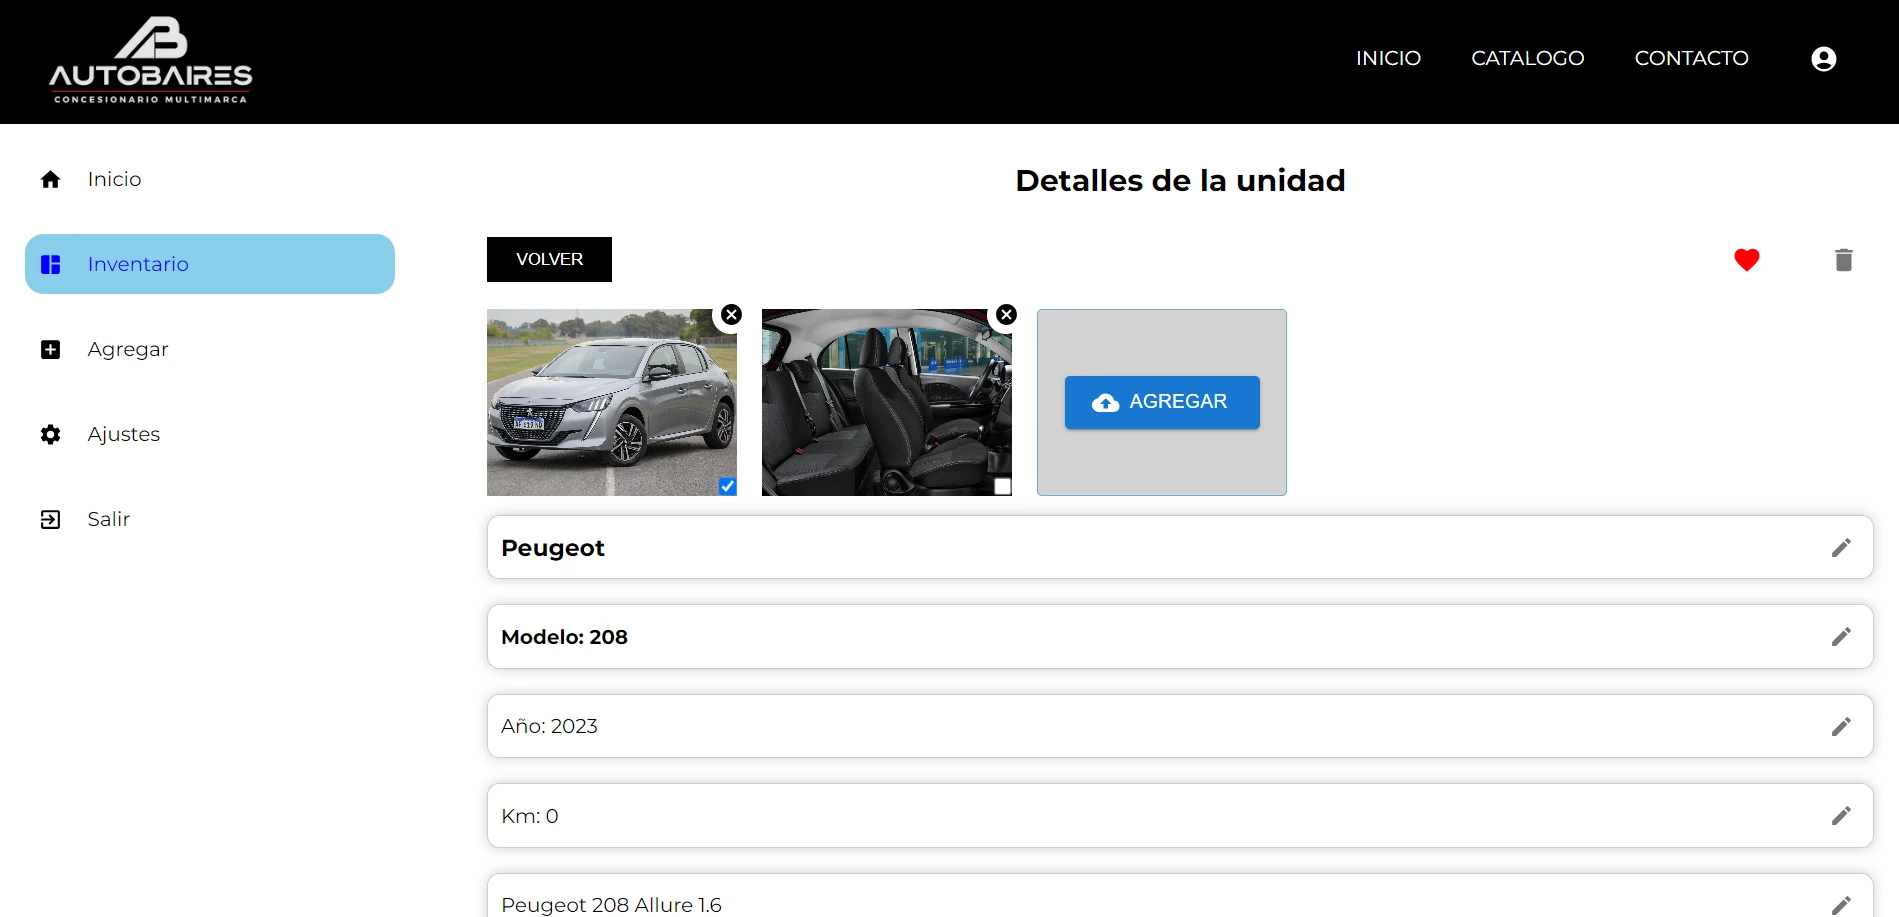 AUTOBAIRES
CONCESIONARIO MULTIMARCA
INICIO
CATALOGO
CONTACTO
Inicio
Inventario
Agregar
Ajustes
Salir
Detalles de la unidad
VOLVER
AGREGAR
Peugeot
Modelo: 208
Año: 2023
Km: 0
Peugeot 208 Allure 1.6